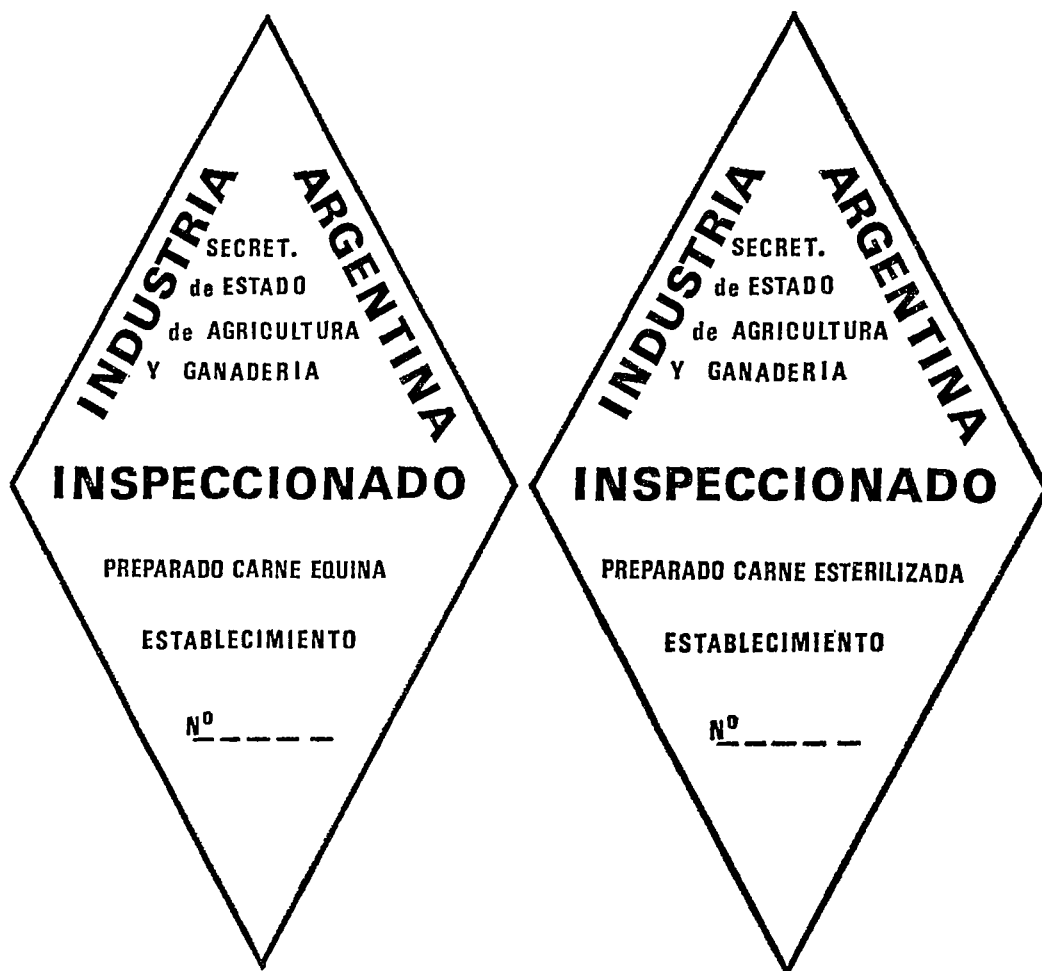 INDUSTRIA ARGENTINA
SECRET.
de ESTADO
de AGRICULTURA
Y GANADERIA
INSPECCIONADO
PREPARADO CARNE EQUINA
ESTABLECIMIENTO
Nº _ _ _ _ _
INDUSTRIA ARGENTINA
SECRET.
de ESTADO
de AGRICULTURA
Y GANADERIA
INSPECCIONADO
PREPARADO CARNE ESTERILIZADA
ESTABLECIMIENTO
Nº _ _ _ _ _